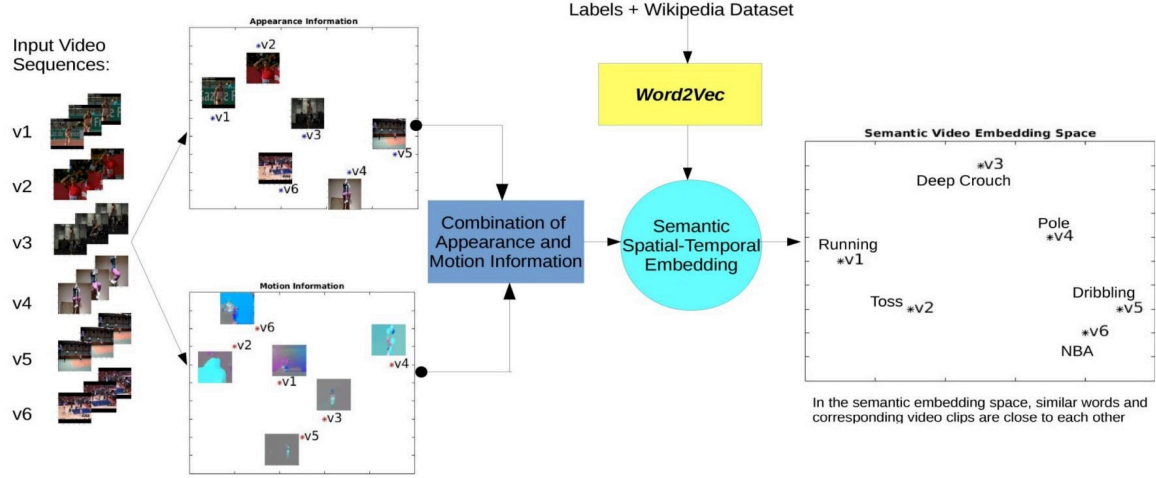 Labels + Wikipedia Dataset
Input Video
Sequences:
v1
v2
v3
v4
v5
v6
Appearance Information
v2
v1
v3
v5
v4
v6
Motion Information
v6
v2
v4
v1
v3
v5
Combination of
Appearance and
Motion Information
Word2Vec
Semantic
Spatial-Temporal
Embedding
Semantic Video Embedding Space
v3
Deep Crouch
Pole
v4
Running
v1
Toss
v2
Dribbling
v5
v6
NBA
In the semantic embedding space, similar words and
corresponding video clips are close to each other